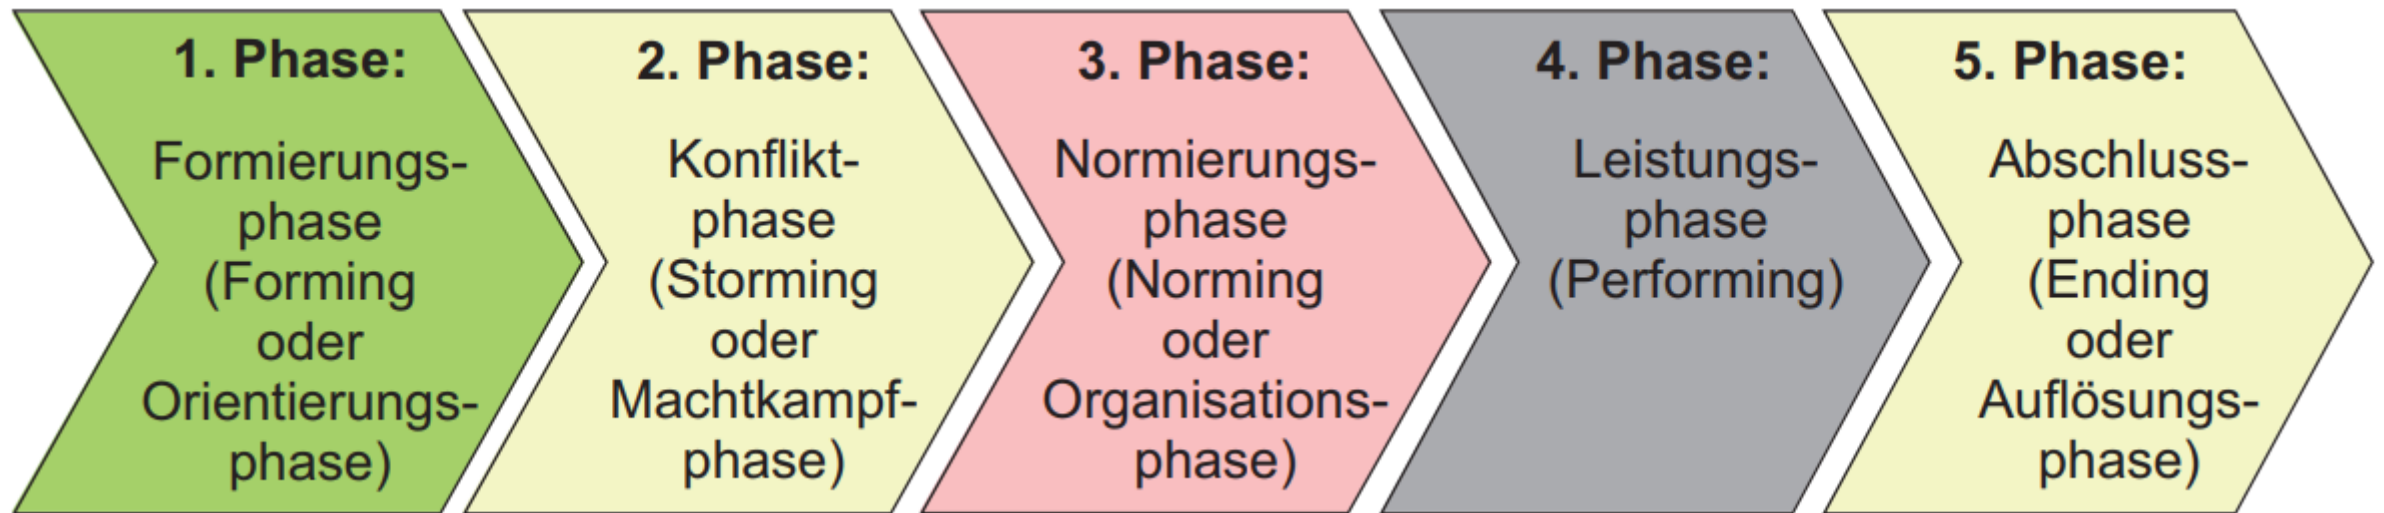 1. Phase:
Formierungs-
phase
(Forming
oder
Orientierungs-
phase)
2. Phase:
Konflikt-
phase
(Storming
oder
Machtkampf-
phase)
3. Phase:
Normierungs-
phase
(Norming
oder
Organisations-
phase)
4. Phase:
Leistungs-
phase
(Performing)
5. Phase:
Abschluss-
phase
(Ending
oder
Auflösungs-
phase)